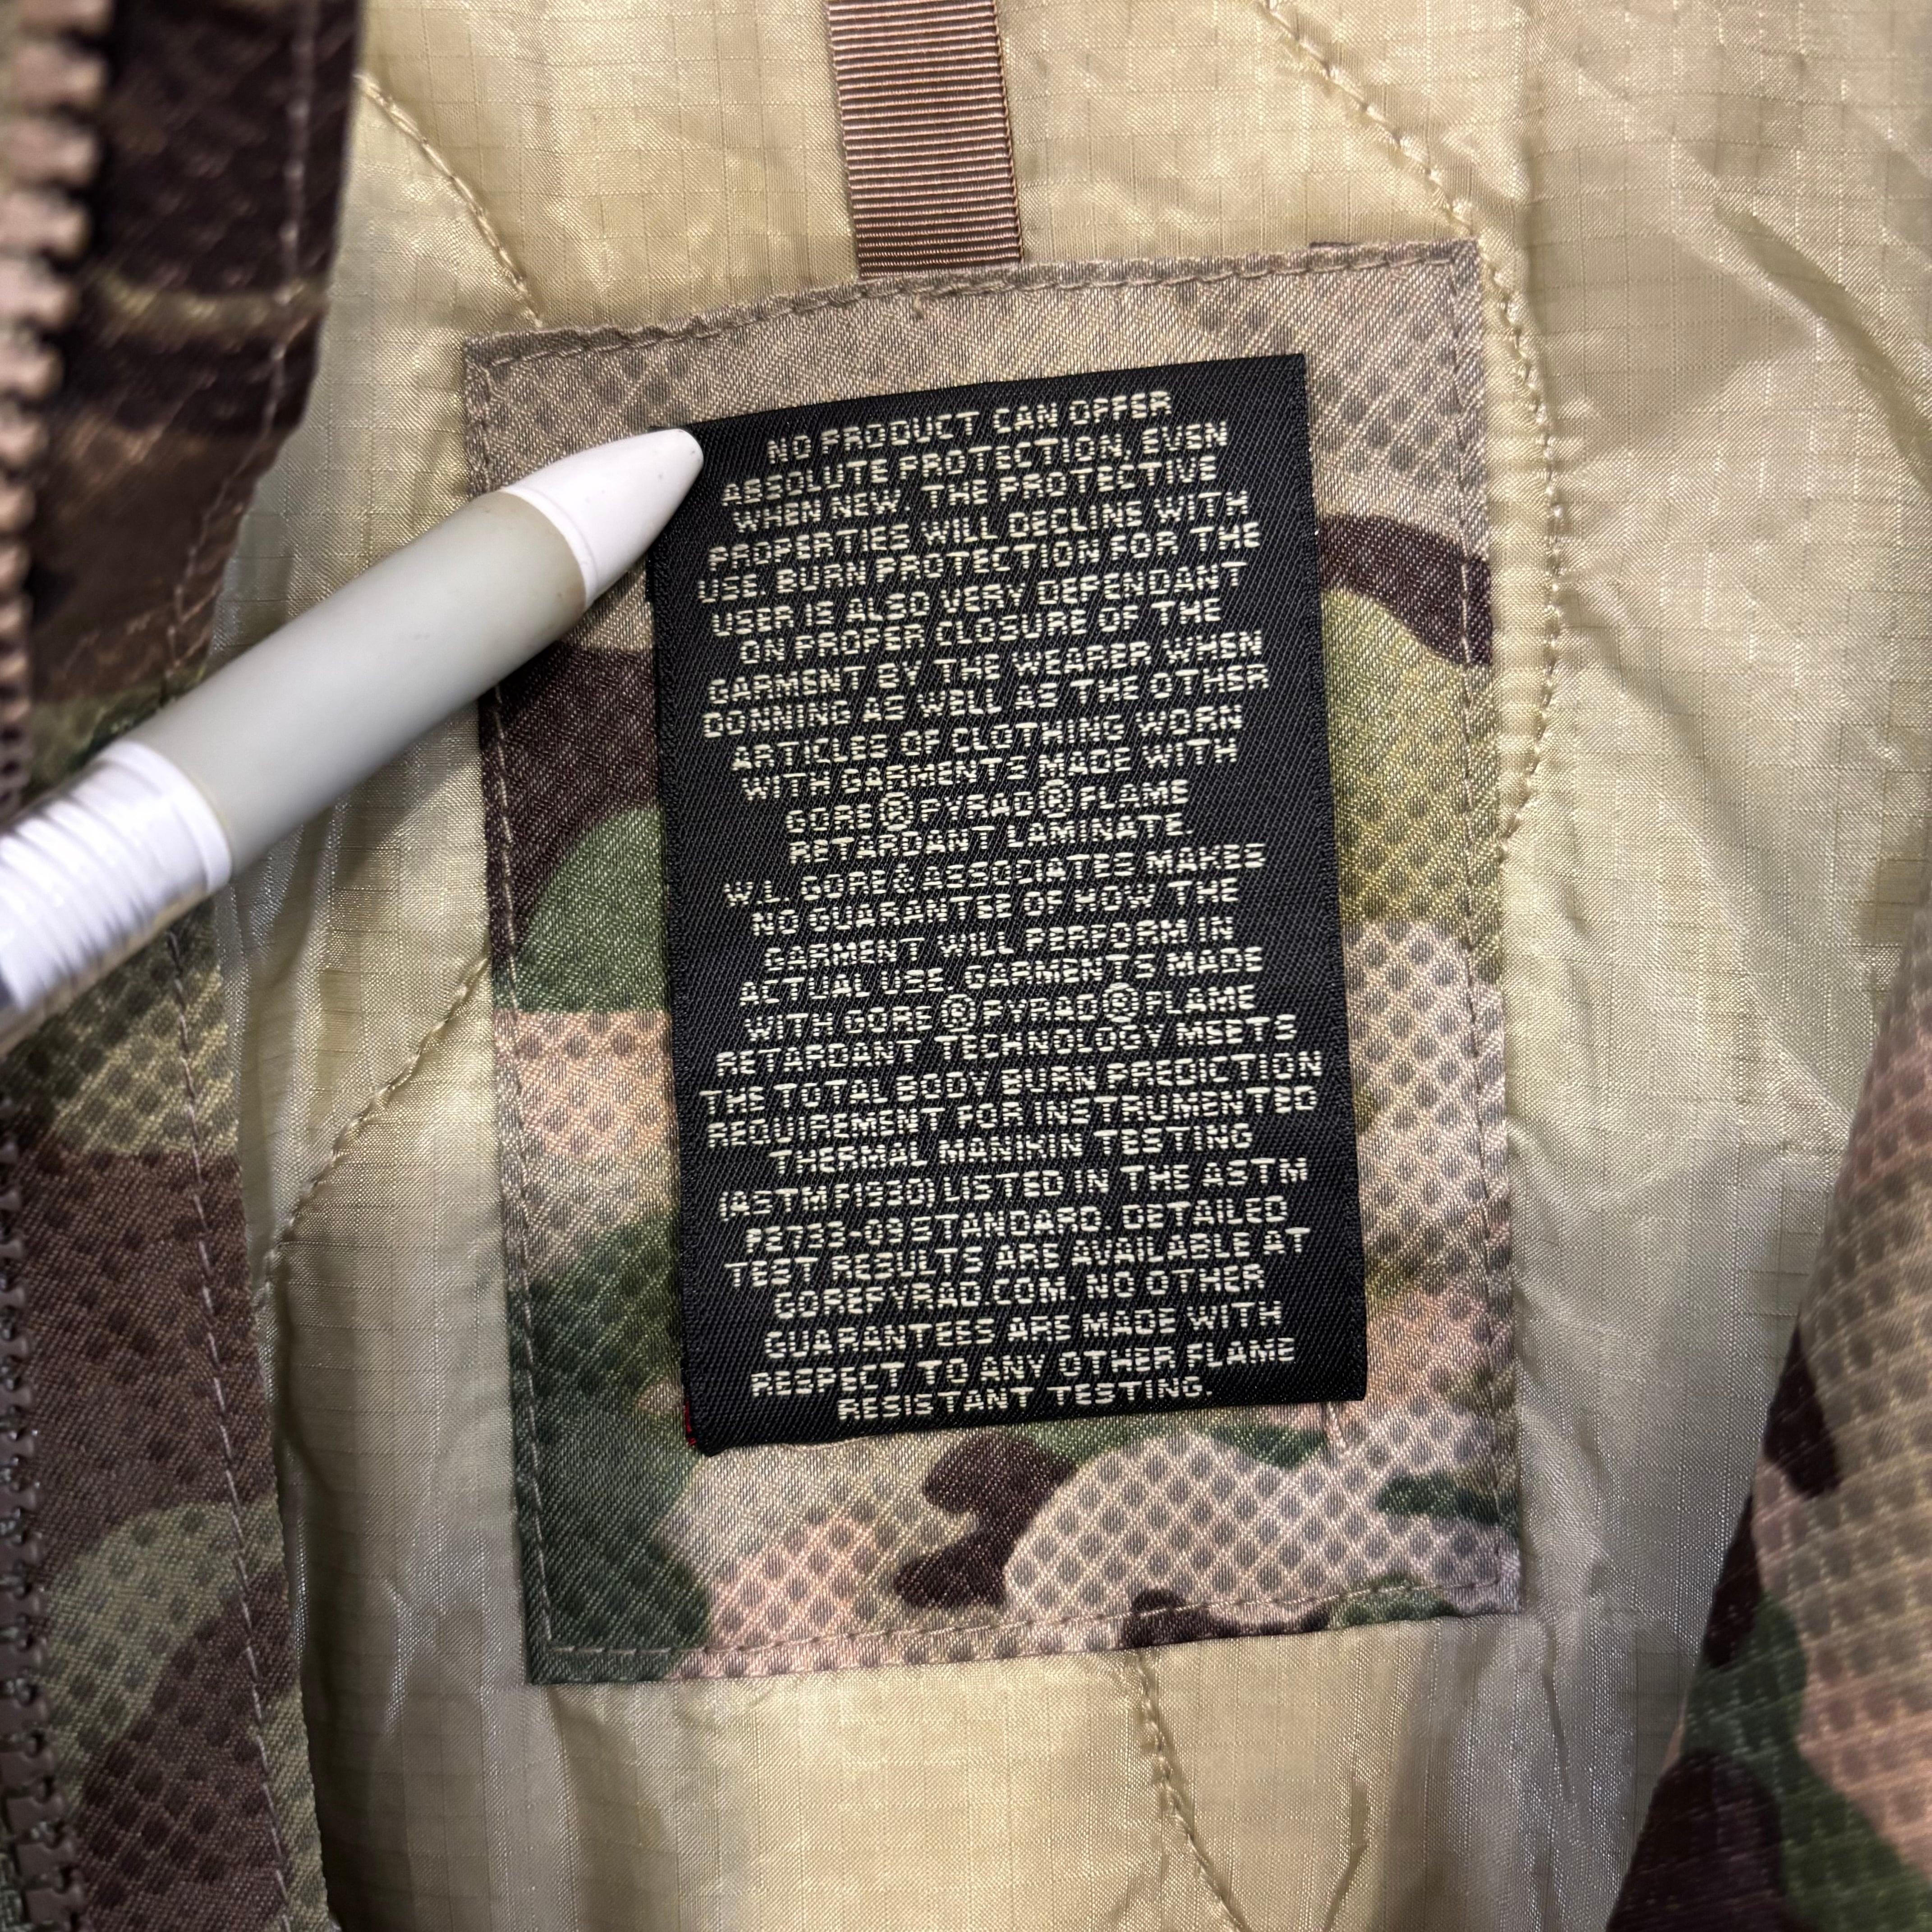 NO PRODUCT CAN OFFER
ABSOLUTE PROTECTION, EVEN
WHEN NEW. THE PROTECTIVE
PROPERTIES WILL DECLINE WITH
USE. BURN PROTECTION FOR THE
USER IS ALSO VERY DEPENDANT
ON PROPER CLOSURE OF THE
GARMENT BY THE WEARER WHEN
DONNING AS WELL AS THE OTHER
ARTICLES OF CLOTHING WORN
WITH GARMENTS MADE WITH
GORE®PYRAD®FLAME
RETARDANT LAMINATE.
W.L. GORE&ASSOCIATES MAKES
NO GUARANTEE OF HOW THE
GARMENT WILL PERFORM IN
ACTUAL USE. GARMENTS MADE
WITH GORE®PYRAD®FLAME
RETARDANT TECHNOLOGY MEETS
THE TOTAL BODY BURN PREDICTION
REQUIREMENT FOR INSTRUMENTED
THERMAL MANIKIN TESTING
(ASTM F1930) LISTED IN THE ASTM
F2733-09 STANDARD. DETAILED
TEST RESULTS ARE AVAILABLE AT
GOREPYRAD.COM. NO OTHER
GUARANTEES ARE MADE WITH
RESPECT TO ANY OTHER FLAME
RESISTANT TESTING.